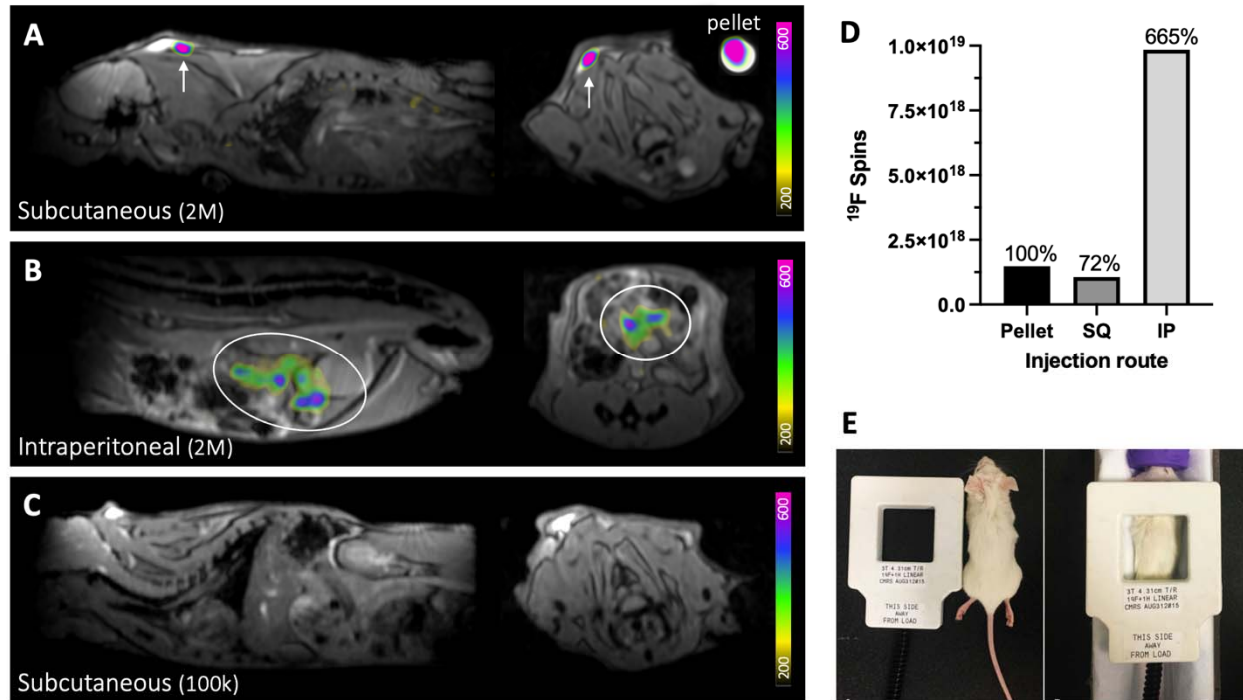 A
pellet
600
200
Subcutaneous (2M)
B
600
200
Intraperitoneal (2M)
C
600
200
Subcutaneous (100k)
D
1.0×10¹⁹
7.5×10¹⁸
5.0×10¹⁸
2.5×10¹⁸
0.0
¹⁹F Spins
100%
72%
665%
Pellet SQ IP
Injection route
E
3T 4.31cm T/R
19F+1H LINEAR
CMRS AUG312015
THIS SIDE
AWAY
FROM LOAD
3T 4.31cm T/R
19F+1H LINEAR
CMRS AUG312015
THIS SIDE
AWAY
FROM LOAD